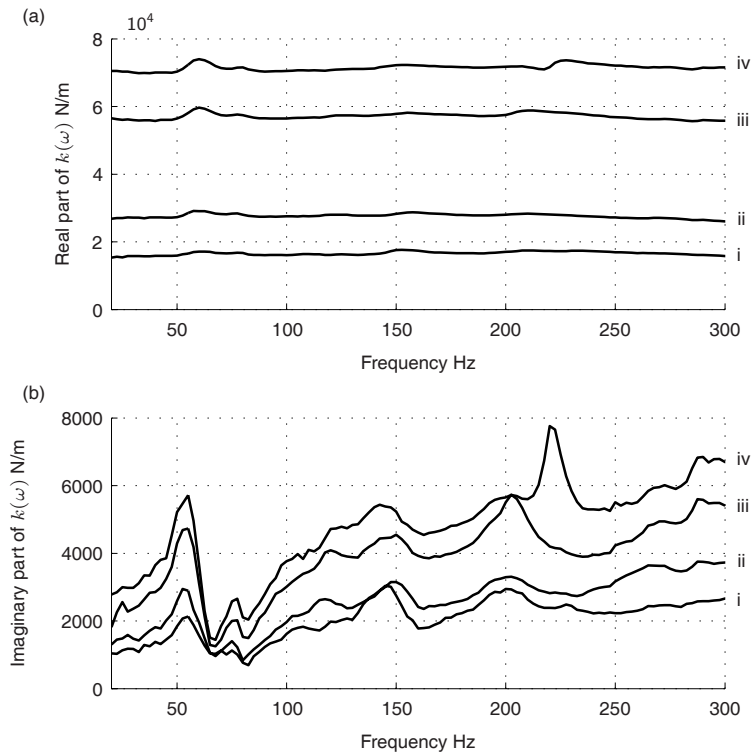 (a)
10⁴
Real part of k(ω) N/m
8
6
4
2
0
iv
iii
ii
i
50 100 150 200 250 300
Frequency Hz
(b)
Imaginary part of k(ω) N/m
8000
6000
4000
2000
0
iv
iii
ii
i
50 100 150 200 250 300
Frequency Hz